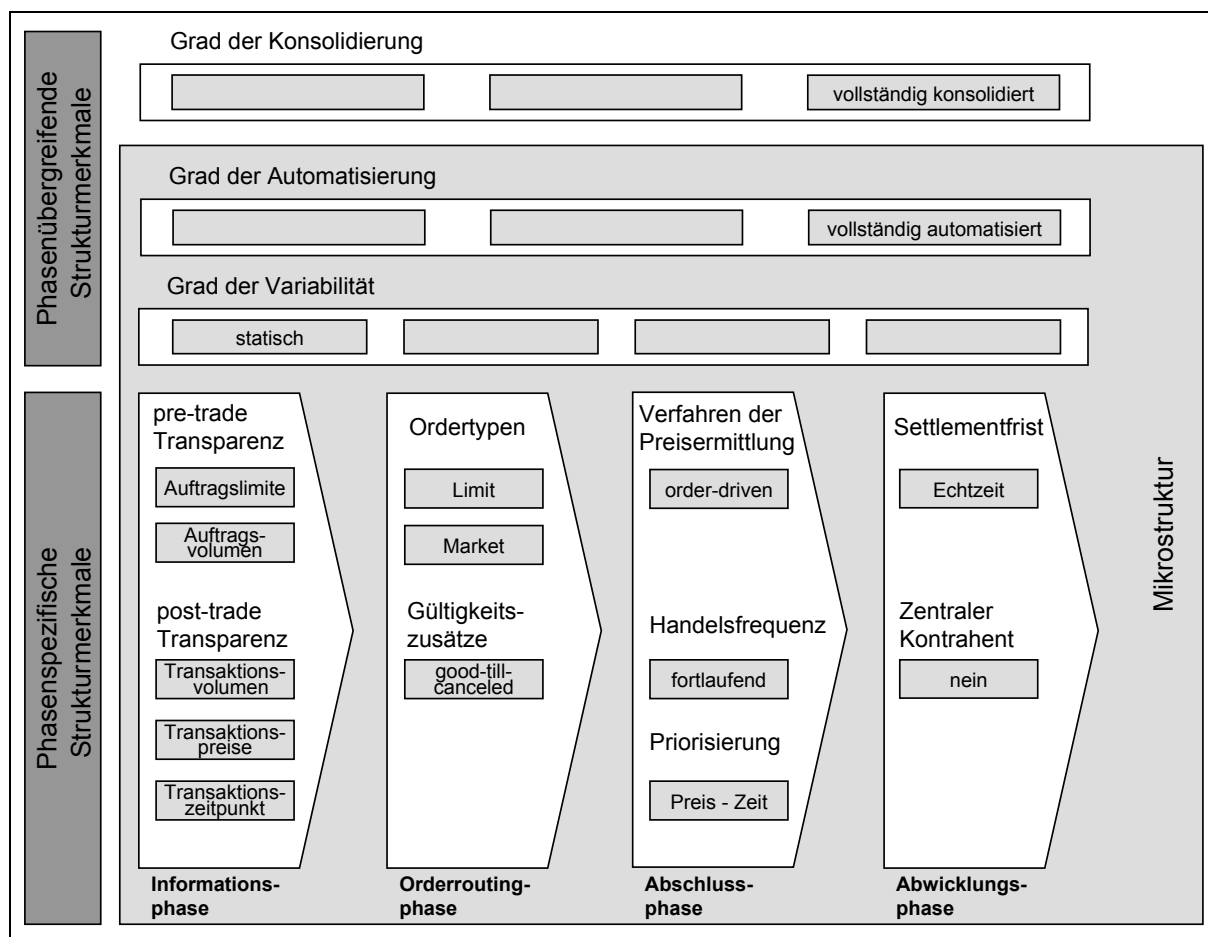 Phasenübergreifende
Strukturmerkmale
Grad der Konsolidierung
vollständig konsolidiert
Grad der Automatisierung
vollständig automatisiert
Grad der Variabilität
statisch
Phasenspezifische
Strukturmerkmale
pre-trade
Transparenz
Auftragslimite
Auftrags-
volumen
post-trade
Transparenz
Transaktions-
volumen
Transaktions-
preise
Transaktions-
zeitpunkt
Informations-
phase
Ordertypen
Limit
Market
Gültigkeits-
zusätze
good-till-
canceled
Orderrouting-
phase
Verfahren der
Preisermittlung
order-driven
Handelsfrequenz
fortlaufend
Priorisierung
Preis - Zeit
Abschluss-
phase
Settlementfrist
Echtzeit
Zentraler
Kontrahent
nein
Abwicklungs-
phase
Mikrostruktur